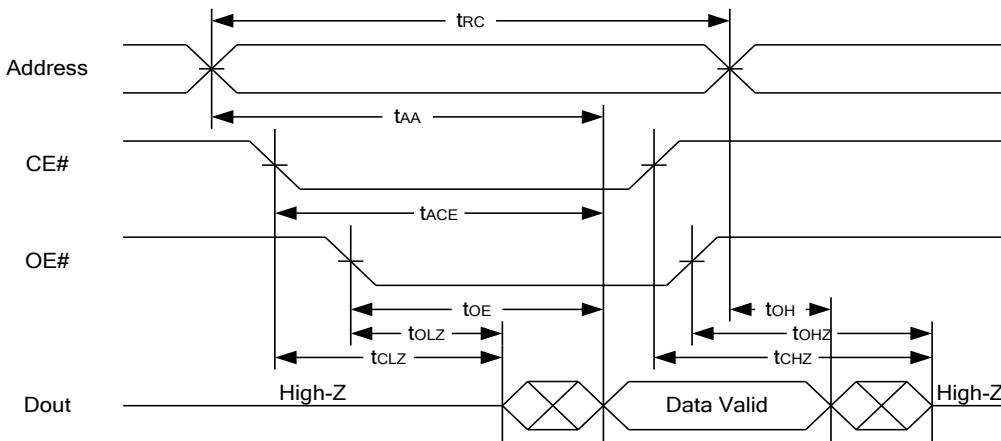 tRC
Address
tAA
CE#
tACE
OE#
tOE
tOH
tOLZ
tOHZ
tCLZ
tCHZ
Dout
High-Z
Data Valid
High-Z